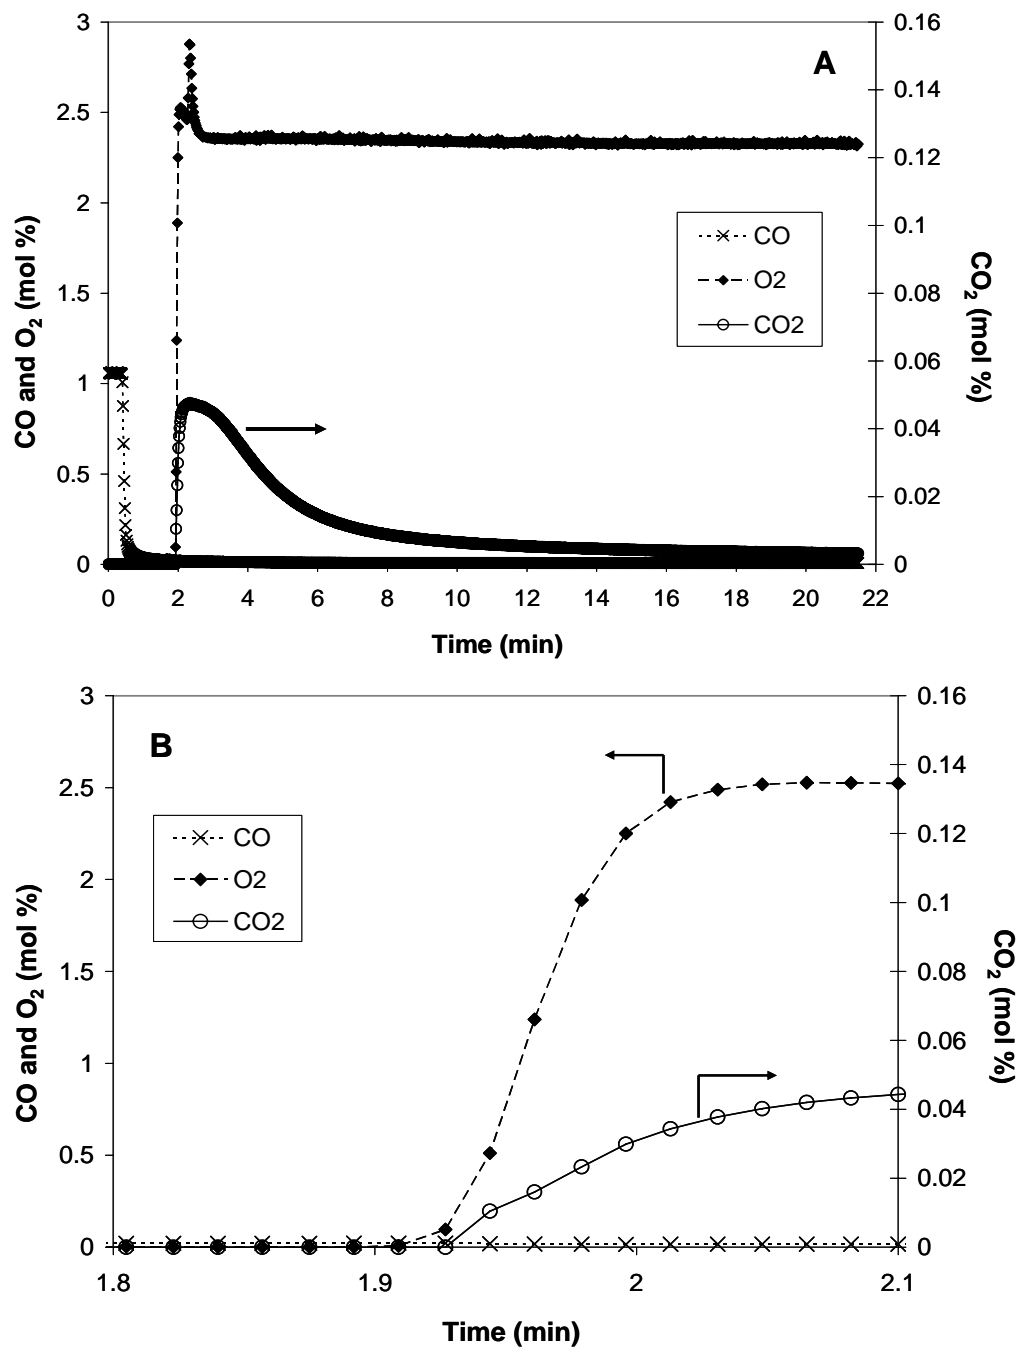 A
3
2.5
2
1.5
1
0.5
0
CO and O2 (mol %)
0.16
0.14
0.12
0.1
0.08
0.06
0.04
0.02
0
CO2 (mol %)
CO
O2
CO2
0 2 4 6 8 10 12 14 16 18 20 22
Time (min)
B
3
2.5
2
1.5
1
0.5
0
CO and O2 (mol %)
CO
O2
CO2
0.16
0.14
0.12
0.1
0.08
0.06
0.04
0.02
0
CO2 (mol %)
1.8 1.9 2 2.1
Time (min)